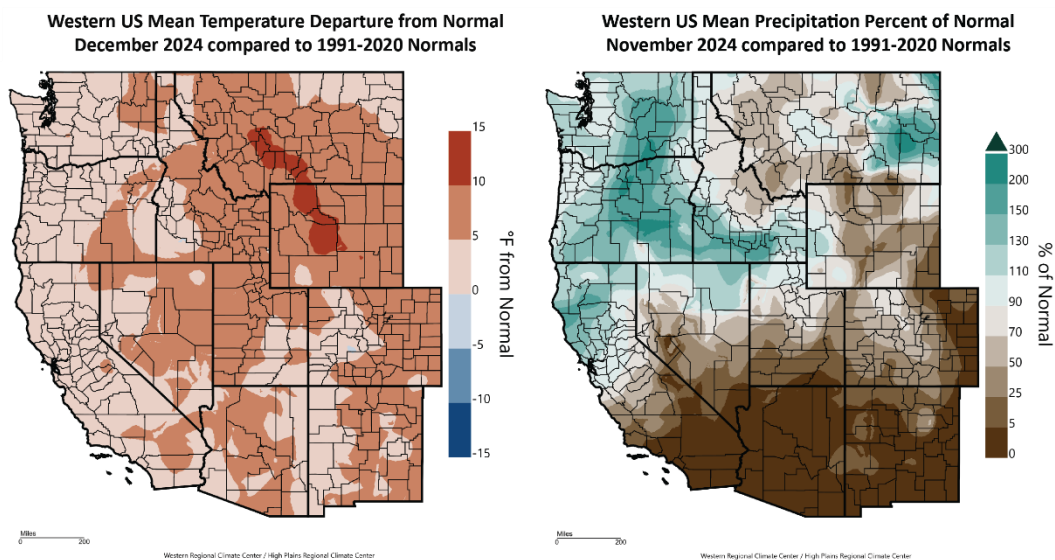 Western US Mean Temperature Departure from Normal
December 2024 compared to 1991-2020 Normals
15
10
5
0
-5
-10
-15
°F from Normal
Miles
0 200
Western Regional Climate Center / High Plains Regional Climate Center
Western US Mean Precipitation Percent of Normal
November 2024 compared to 1991-2020 Normals
300
200
150
130
110
90
70
50
25
5
0
% of Normal
Miles
0 200
Western Regional Climate Center / High Plains Regional Climate Center